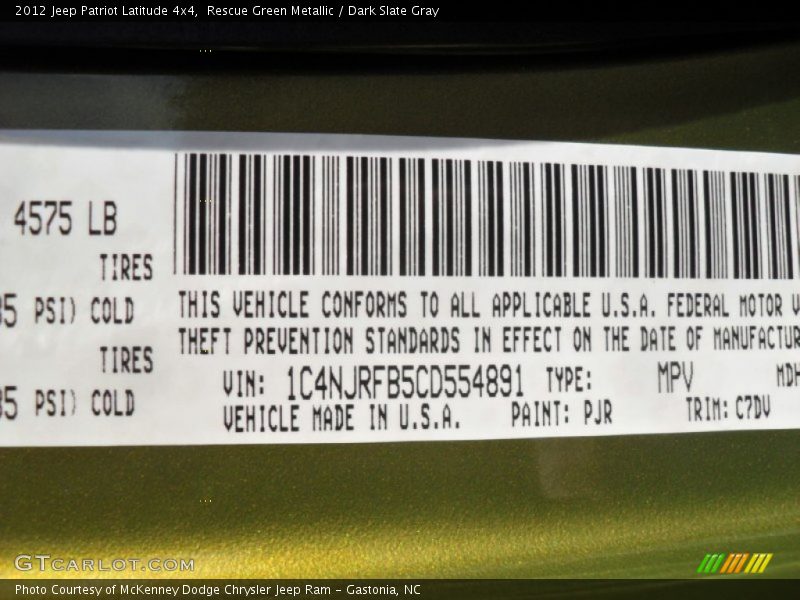 2012 Jeep Patriot Latitude 4x4, Rescue Green Metallic / Dark Slate Gray
4575 LB
TIRES
PSI) COLD
TIRES
PSI) COLD
THIS VEHICLE CONFORMS TO ALL APPLICABLE U.S.A. FEDERAL MOTOR
THEFT PREVENTION STANDARDS IN EFFECT ON THE DATE OF MANUFACTUR
VIN: 1C4NJRFB5CD554891 TYPE: MPV MDH
VEHICLE MADE IN U.S.A. PAINT: PJR TRIM: C7DV
GTCARLOT.COM
Photo Courtesy of McKenney Dodge Chrysler Jeep Ram - Gastonia, NC